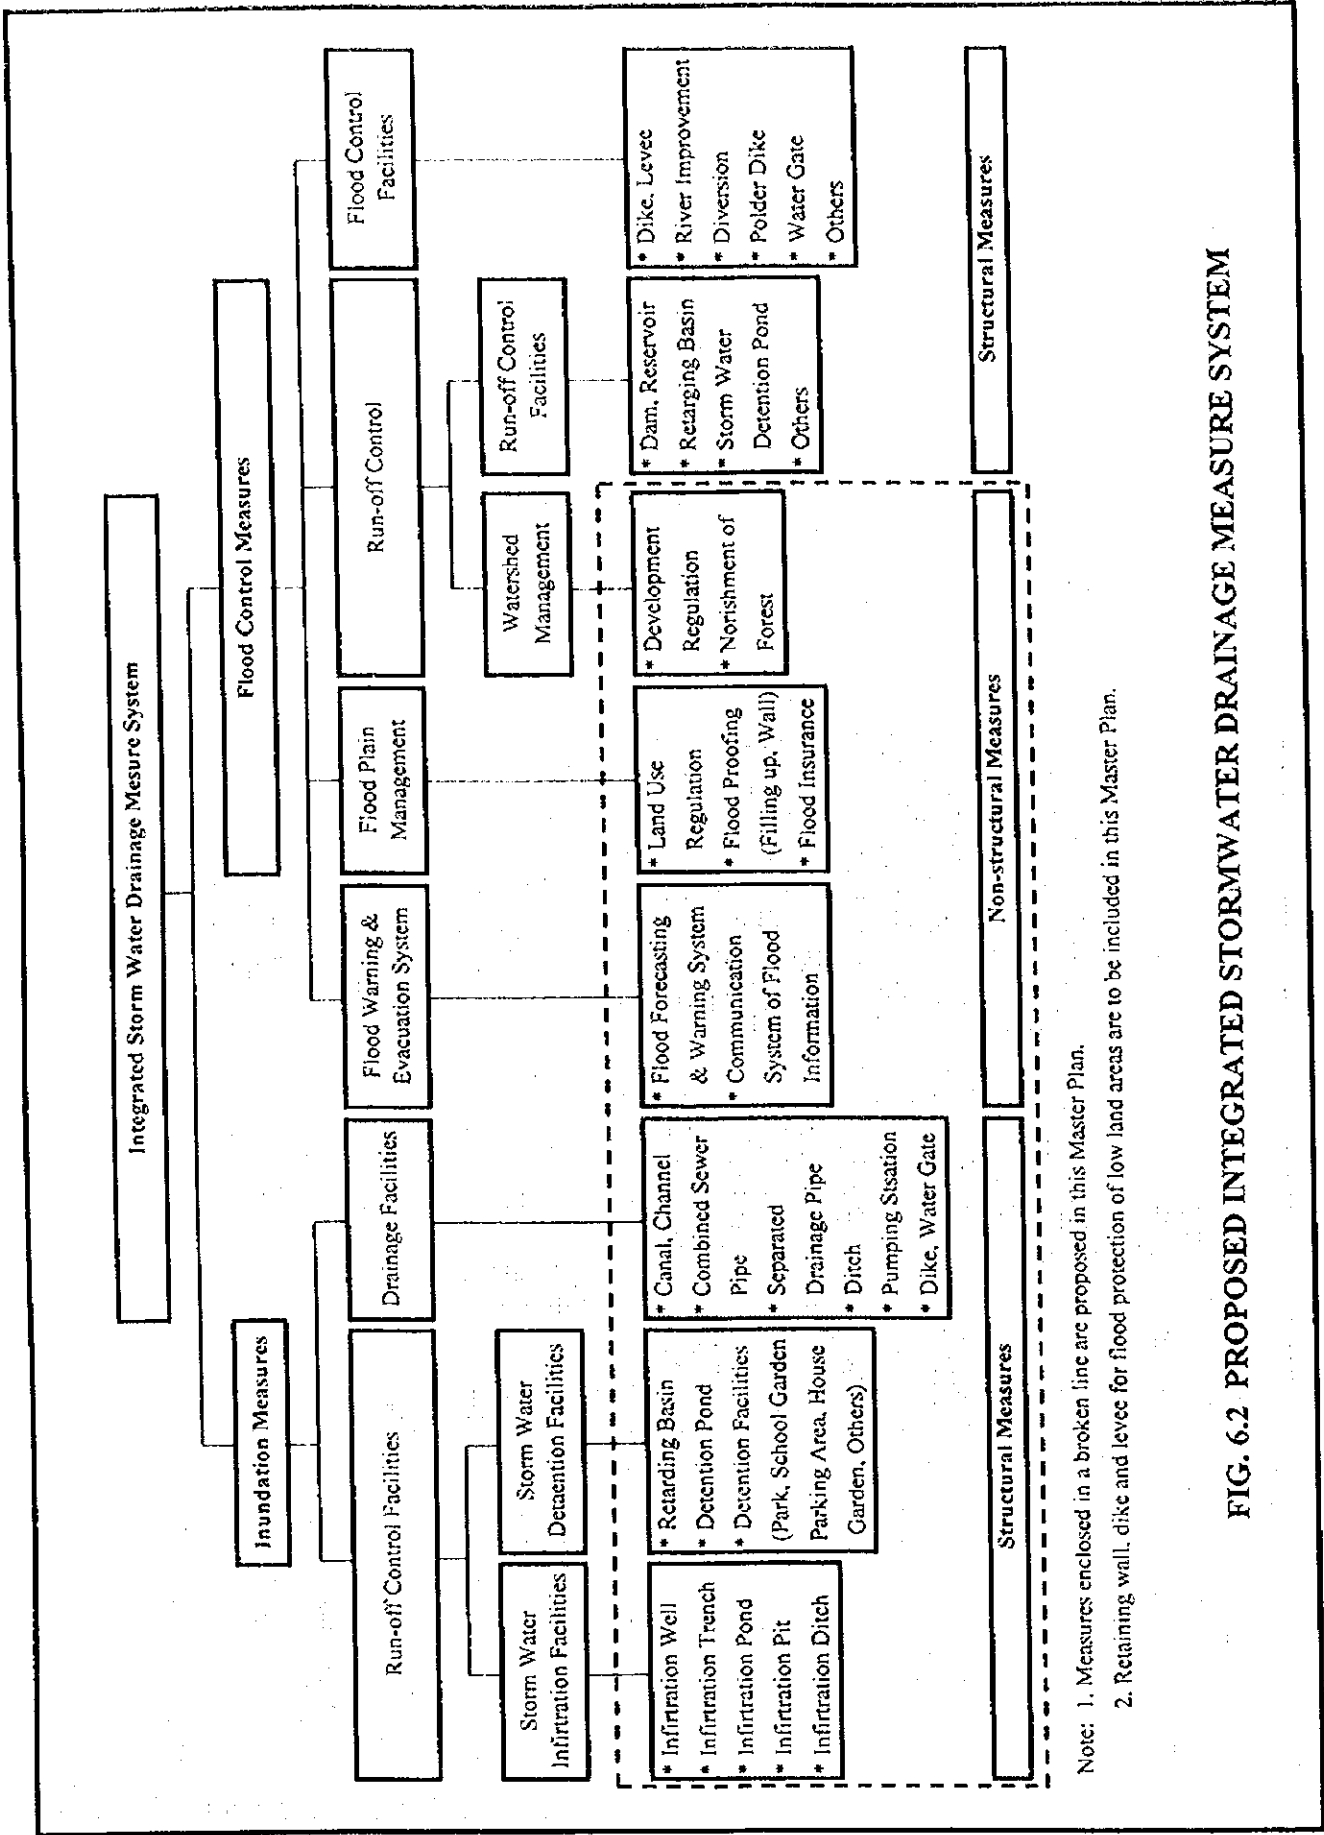 Integrated Storm Water Drainage Mesure System
Inundation Measures
Flood Control Measures
Run-off Control Facilities
Drainage Facilities
Flood Warning &
Evacuation System
Flood Plain
Management
Run-off Control
Flood Control
Facilities
Storm Water
Infirtration Facilities
Storm Water
Detaention Facilities
Watershed
Management
Run-off Control
Facilities
* Infirtration Well
* Infirtration Trench
* Infirtration Pond
* Infirtration Pit
* Infirtration Ditch
* Retarding Basin
* Detention Pond
* Detention Facilities
(Park, School Garden
Parking Area, House
Garden, Others)
* Canal, Channel
* Combined Sewer
Pipe
* Separated
Drainage Pipe
* Ditch
* Pumping Stsation
* Dike, Water Gate
* Flood Forecasting
& Warning System
* Communication
System of Flood
Information
* Land Use
Regulation
* Flood Proofing
(Filling up, Wall)
* Flood Insurance
* Development
Regulation
* Norishment of
Forest
* Dam, Reservoir
* Retarging Basin
* Storm Water
Detention Pond
* Others
* Dike, Levee
* River Improvement
* Diversion
* Polder Dike
* Water Gate
* Others
Structural Measures
Non-structural Measures
Structural Measures
Note: 1. Measures enclosed in a broken line are proposed in this Master Plan.
2. Retaining wall, dike and levee for flood protection of low land areas are to be included in this Master Plan.
FIG. 6.2 PROPOSED INTEGRATED STORMWATER DRAINAGE MEASURE SYSTEM